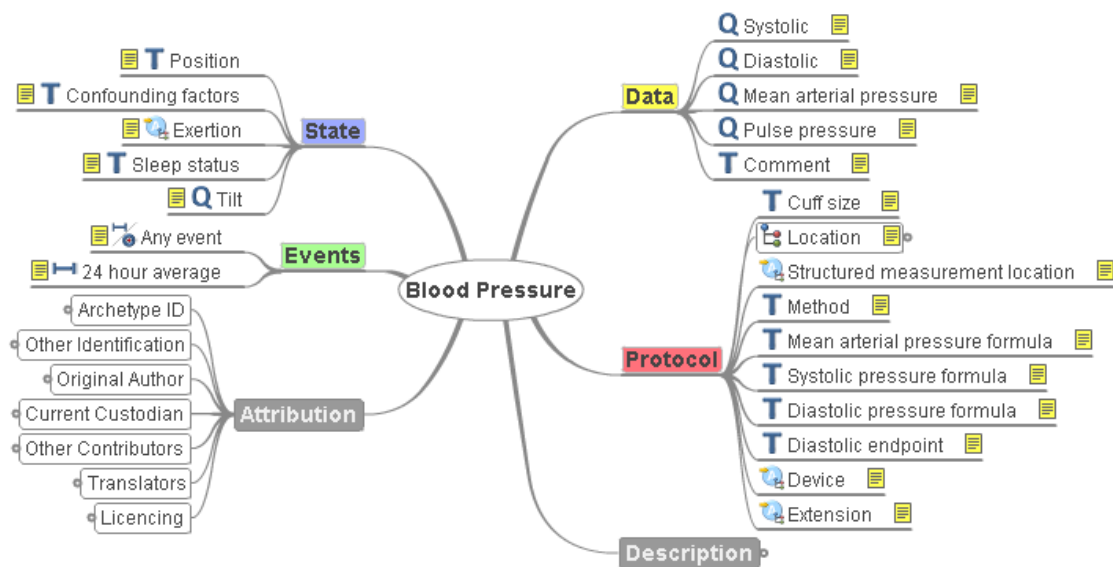 Blood Pressure
Data
Q Systolic
Q Diastolic
Q Mean arterial pressure
Q Pulse pressure
T Comment
Protocol
T Cuff size
Location
Structured measurement location
T Method
T Mean arterial pressure formula
T Systolic pressure formula
T Diastolic pressure formula
T Diastolic endpoint
Device
Extension
Description
State
T Position
T Confounding factors
Exertion
T Sleep status
Q Tilt
Events
Any event
24 hour average
Attribution
Archetype ID
Other Identification
Original Author
Current Custodian
Other Contributors
Translators
Licencing